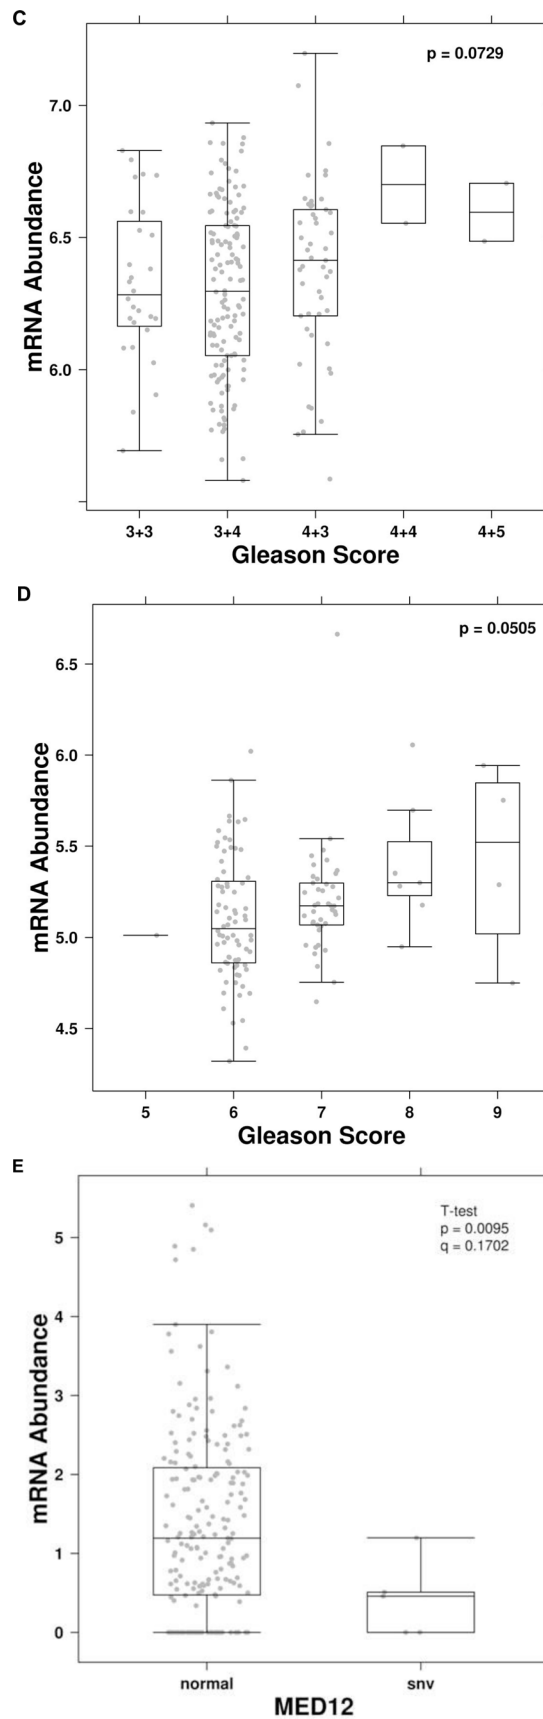 C
p = 0.0729
7.0
6.5
6.0
mRNA Abundance
3+3 3+4 4+3 4+4 4+5
Gleason Score
D
p = 0.0505
6.5
6.0
5.5
5.0
4.5
mRNA Abundance
5 6 7 8 9
Gleason Score
E
T-test
p = 0.0095
q = 0.1702
5
4
3
2
1
0
mRNA Abundance
normal snv
MED12